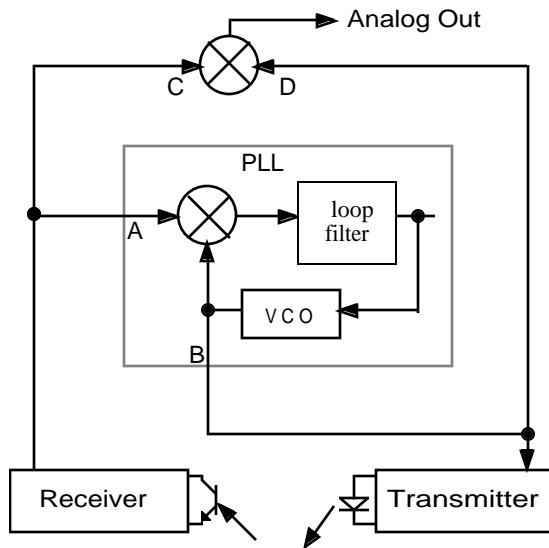 Analog Out
C
D
PLL
A
loop
filter
VCO
B
Receiver
Transmitter